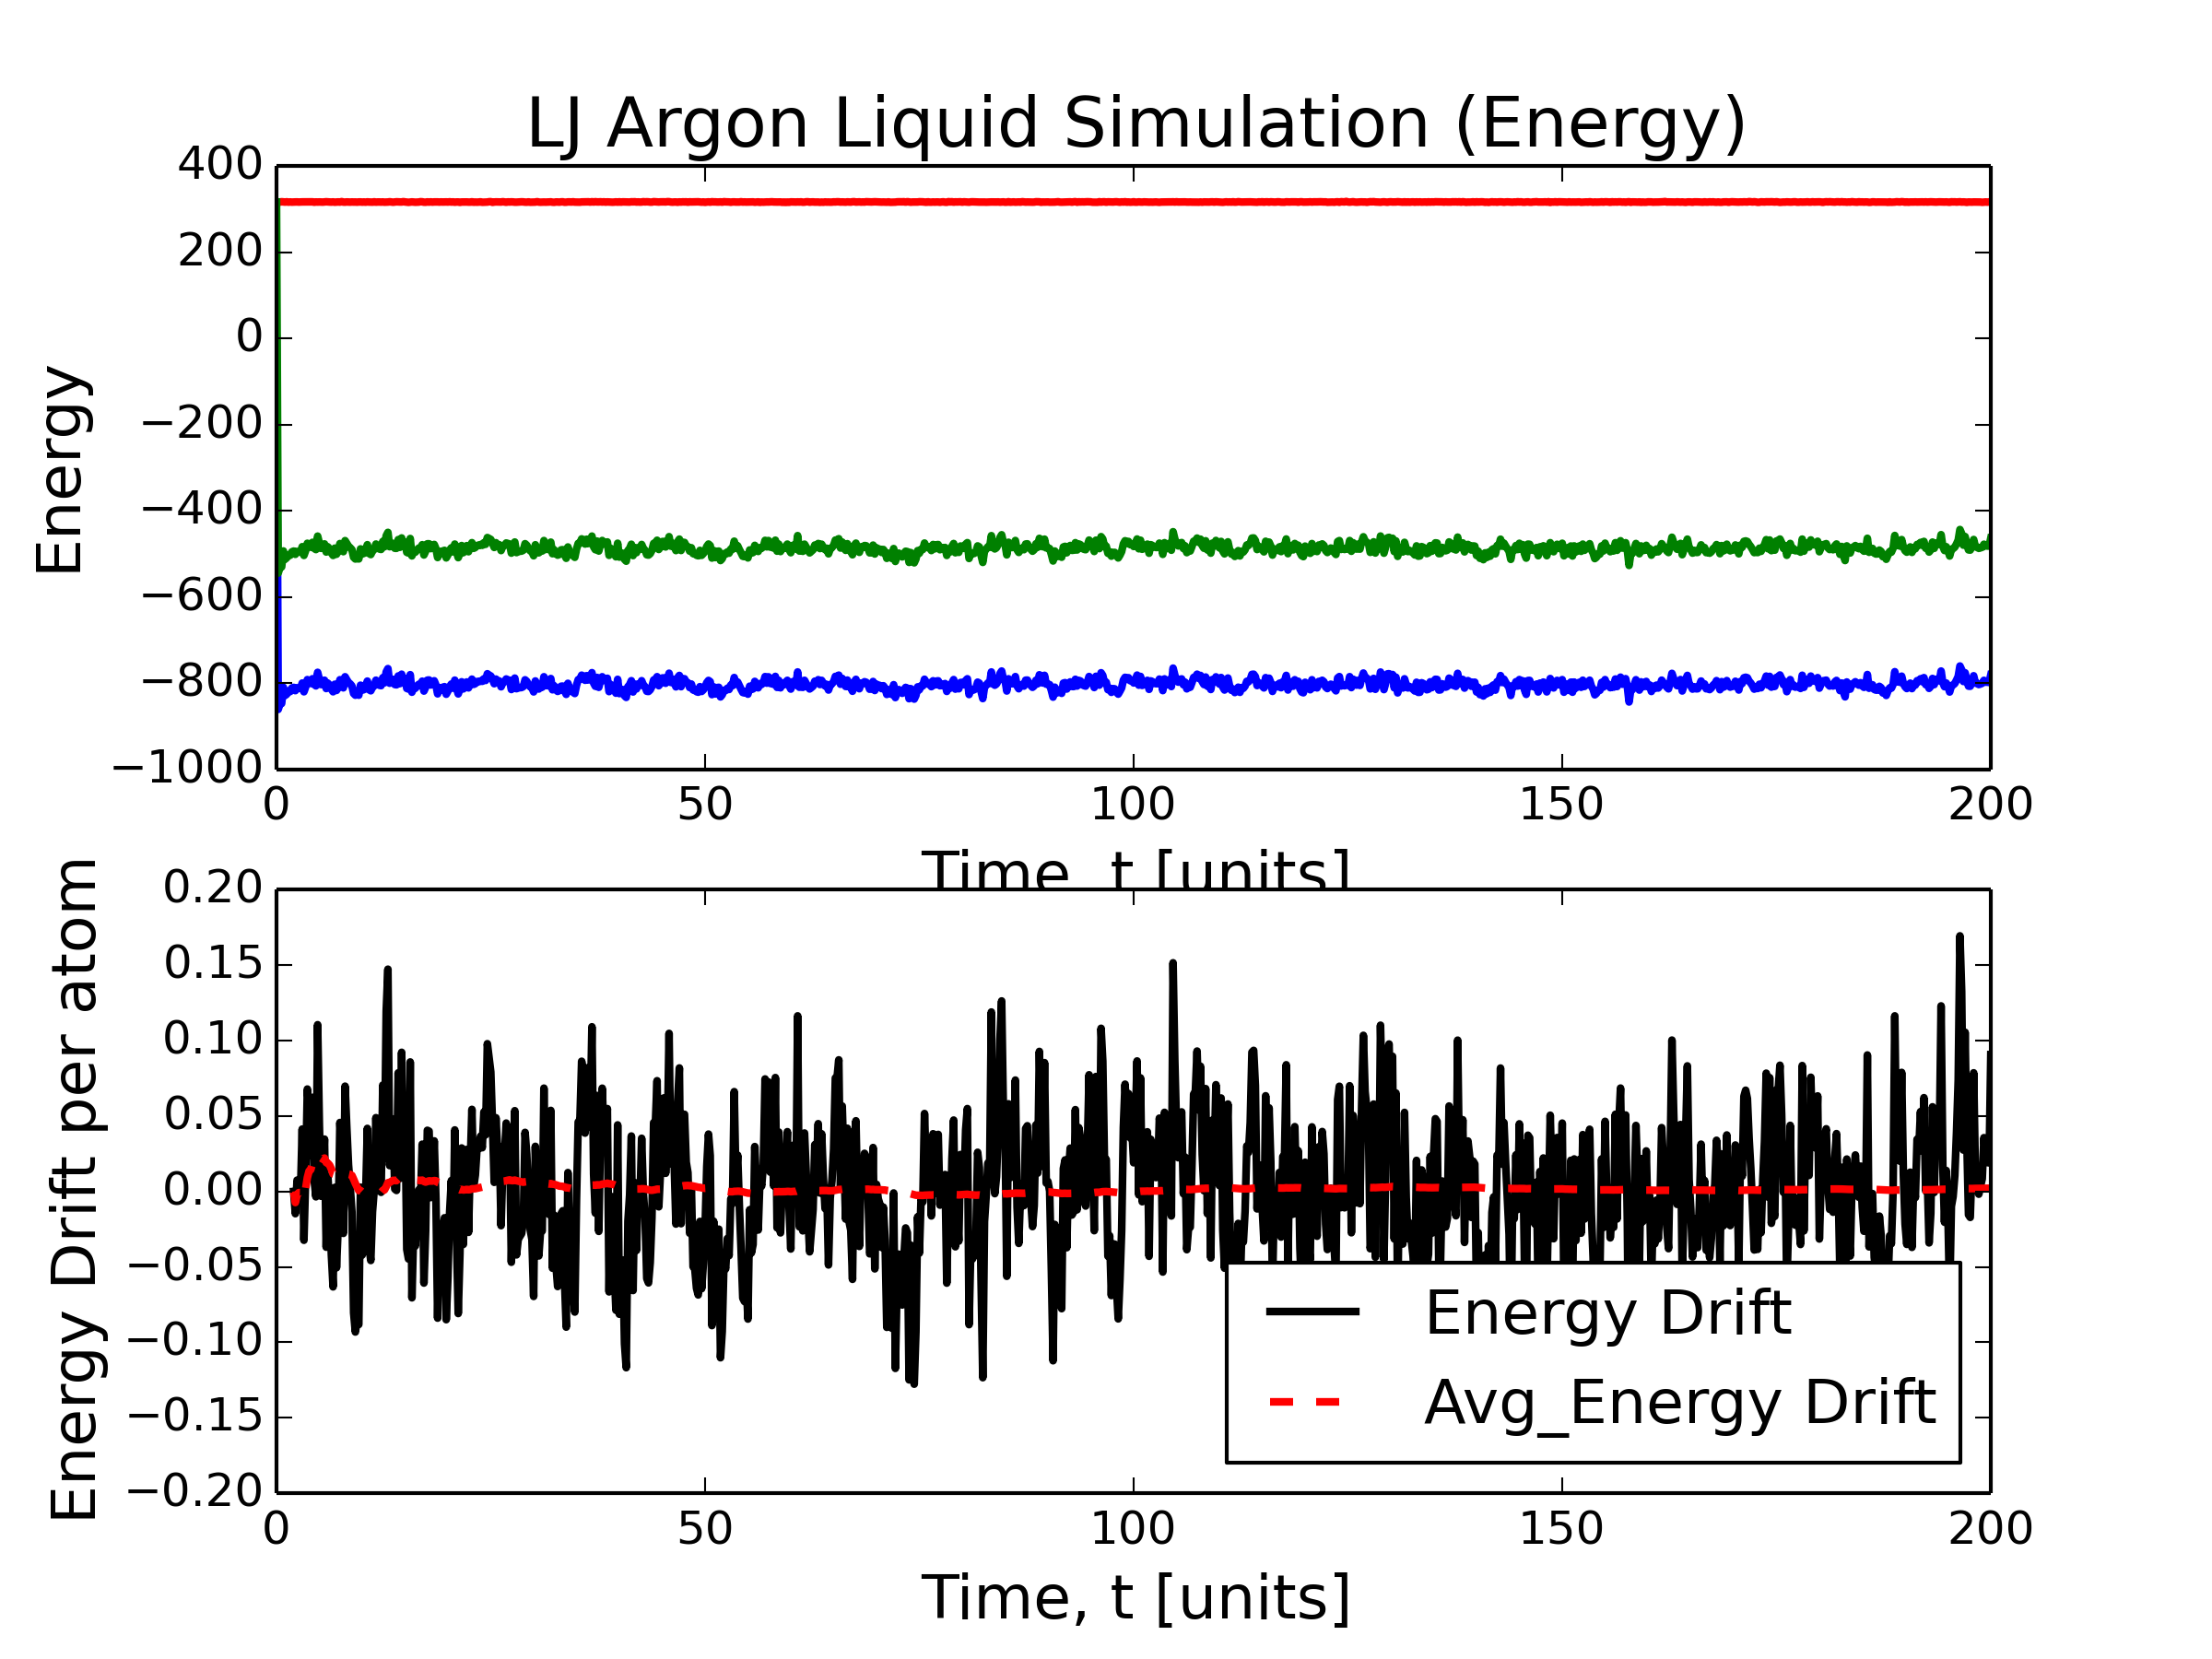 LJ Argon Liquid Simulation (Energy)
400
200
0
−200
−400
−600
−800
−1000
Energy
0 50 100 150 200
Time, t [units]
0.20
0.15
0.10
0.05
0.00
−0.05
−0.10
−0.15
−0.20
Energy Drift per atom
Energy Drift
Avg_Energy Drift
0 50 100 150 200
Time, t [units]